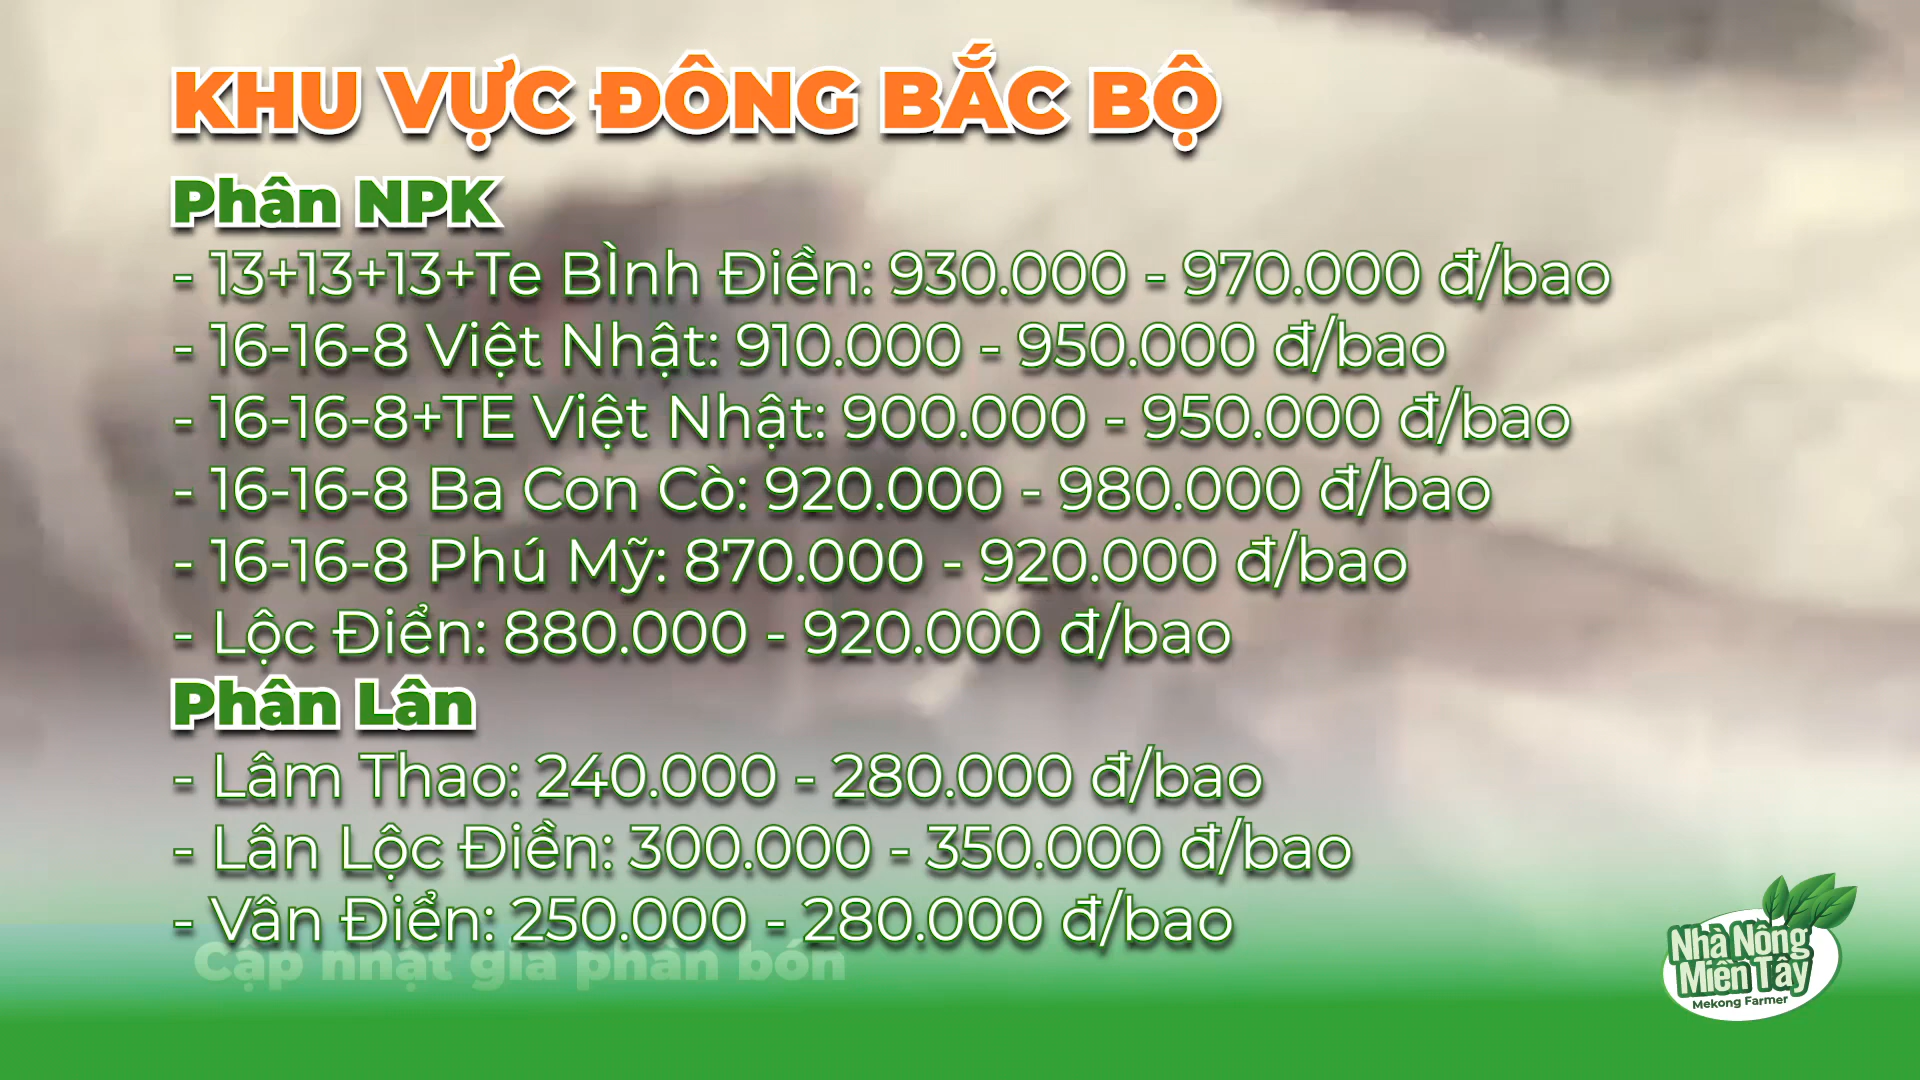 KHU VỰC ĐÔNG BẮC BỘ
Phân NPK
- 13+13+13+Te BÌnh Điền: 930.000 - 970.000 đ/bao
- 16-16-8 Việt Nhật: 910.000 - 950.000 đ/bao
- 16-16-8+TE Việt Nhật: 900.000 - 950.000 đ/bao
- 16-16-8 Ba Con Cò: 920.000 - 980.000 đ/bao
- 16-16-8 Phú Mỹ: 870.000 - 920.000 đ/bao
- Lộc Điển: 880.000 - 920.000 đ/bao
Phân Lân
- Lâm Thao: 240.000 - 280.000 đ/bao
- Lân Lộc Điền: 300.000 - 350.000 đ/bao
- Vân Điển: 250.000 - 280.000 đ/bao
Cập nhật giá phân bón
Nhà Nông
Miền Tây
Mekong Farmer